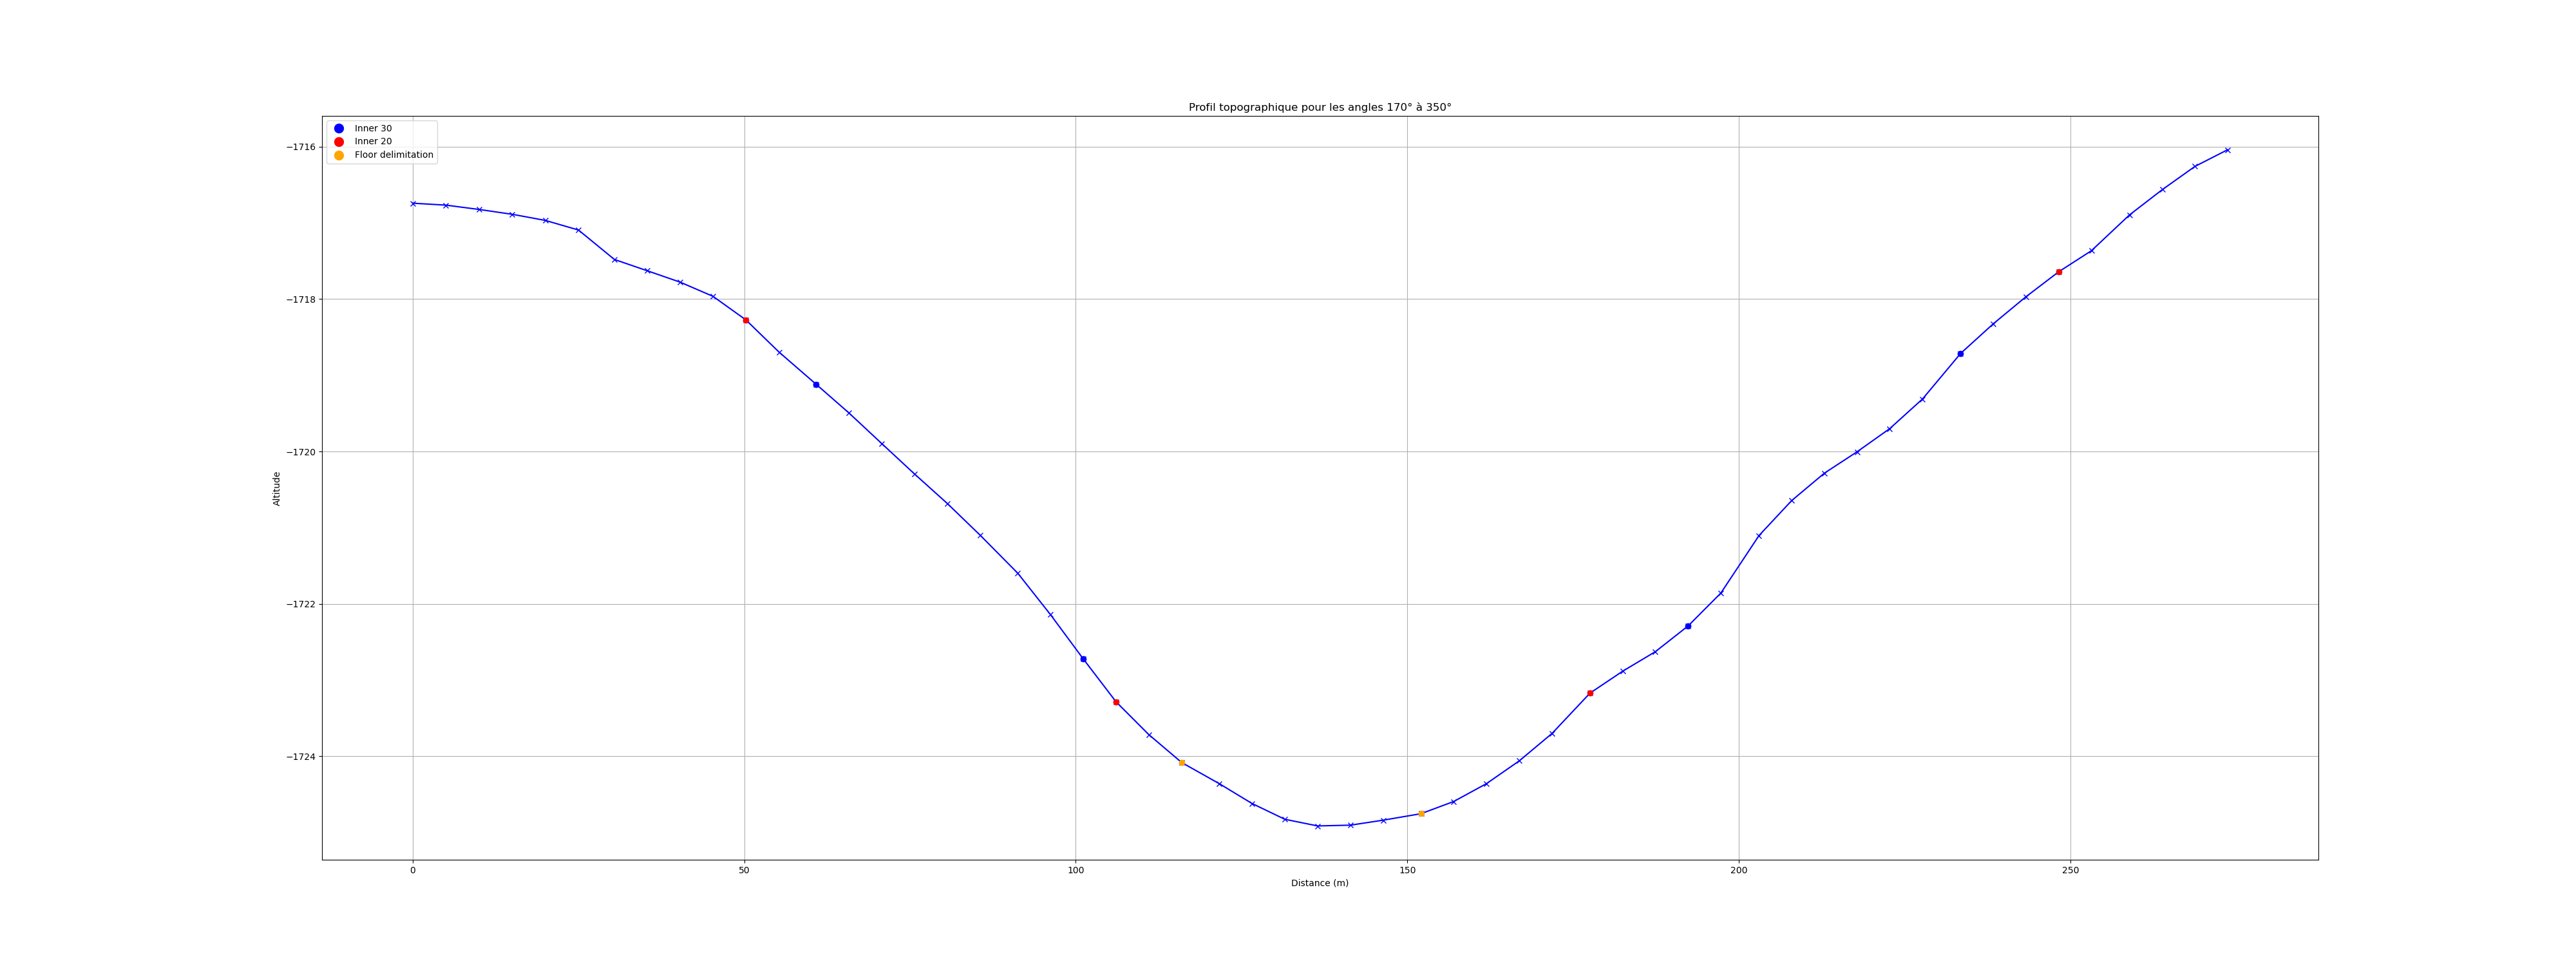 Profil topographique pour les angles 170° à 350°
Inner 30
Inner 20
Floor delimitation
−1716
−1718
−1720
−1722
−1724
Altitude
0 50 100 150 200 250
Distance (m)